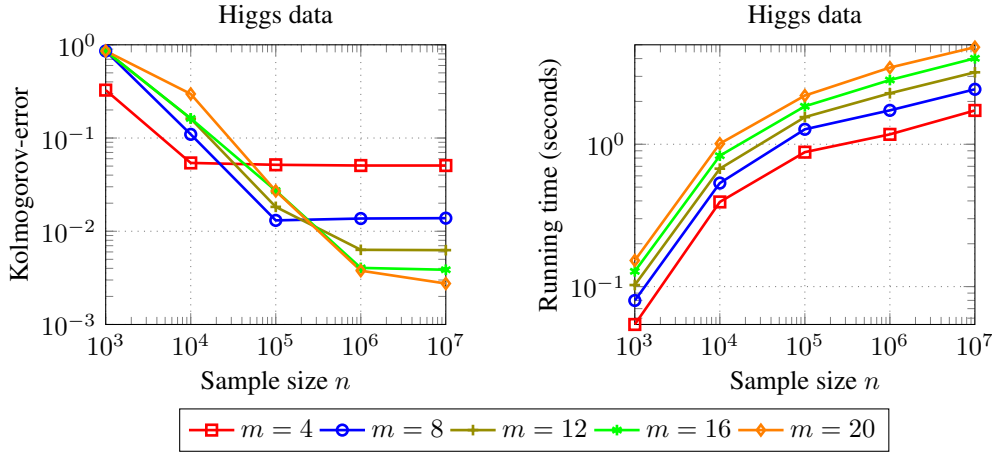 Higgs data
Kolmogorov-error
10^0
10^{-1}
10^{-2}
10^{-3}
10^3 10^4 10^5 10^6 10^7
Sample size n
Higgs data
Running time (seconds)
10^0
10^{-1}
10^3 10^4 10^5 10^6 10^7
Sample size n
m = 4 m = 8 m = 12 m = 16 m = 20